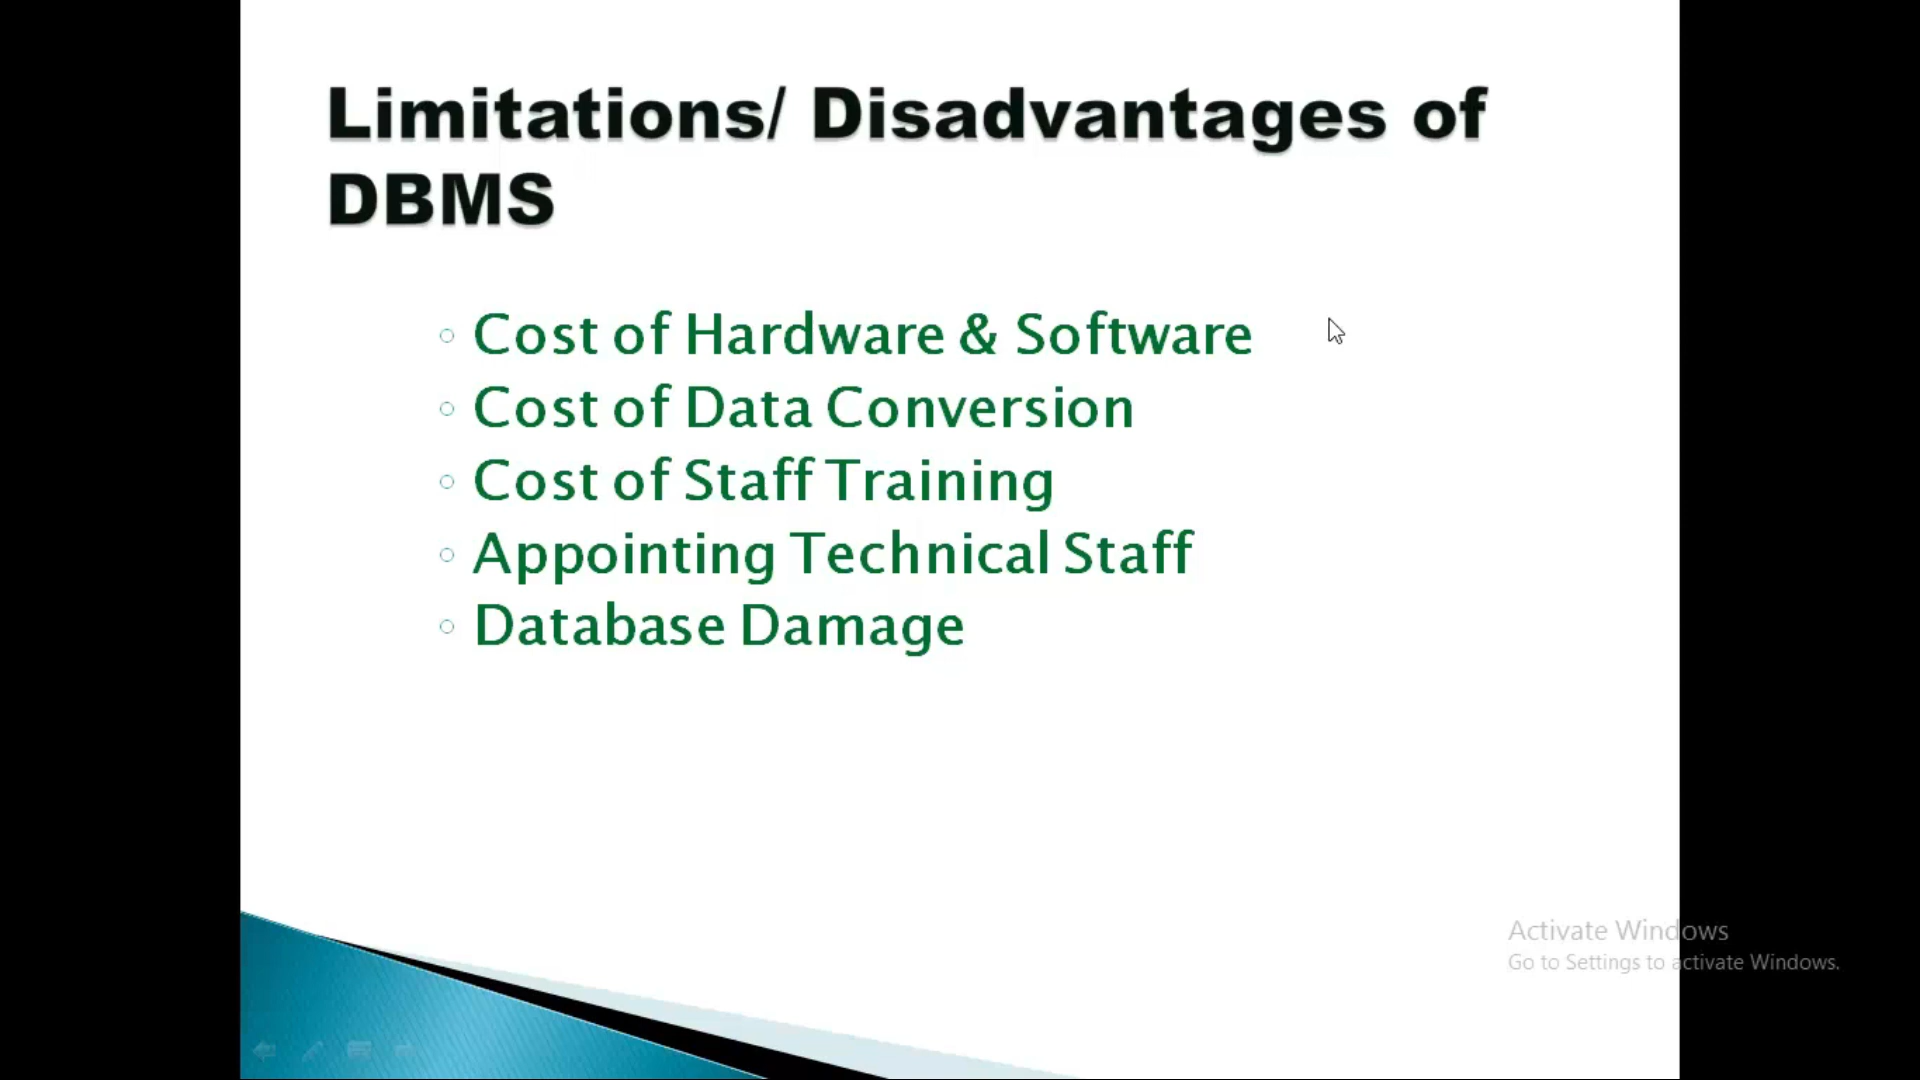 Limitations/ Disadvantages of
DBMS
Cost of Hardware & Software
Cost of Data Conversion
Cost of Staff Training
Appointing Technical Staff
Database Damage
Activate Windows
Go to Settings to activate Windows.